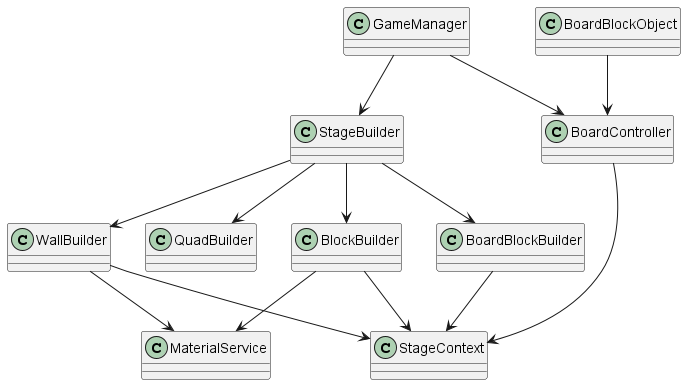 C GameManager
C BoardBlockObject
C StageBuilder
C BoardController
C WallBuilder
C QuadBuilder
C BlockBuilder
C BoardBlockBuilder
C MaterialService
C StageContext